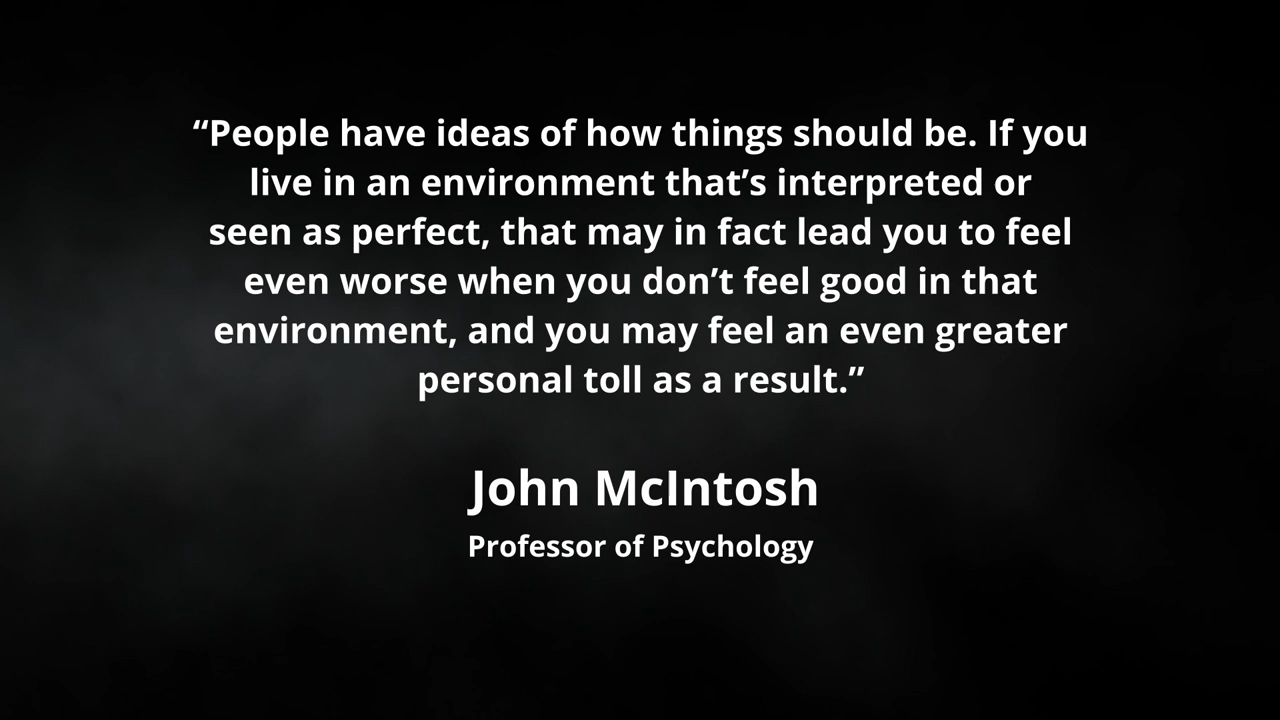 “People have ideas of how things should be. If you
live in an environment that’s interpreted or
seen as perfect, that may in fact lead you to feel
even worse when you don’t feel good in that
environment, and you may feel an even greater
personal toll as a result.”
John McIntosh
Professor of Psychology